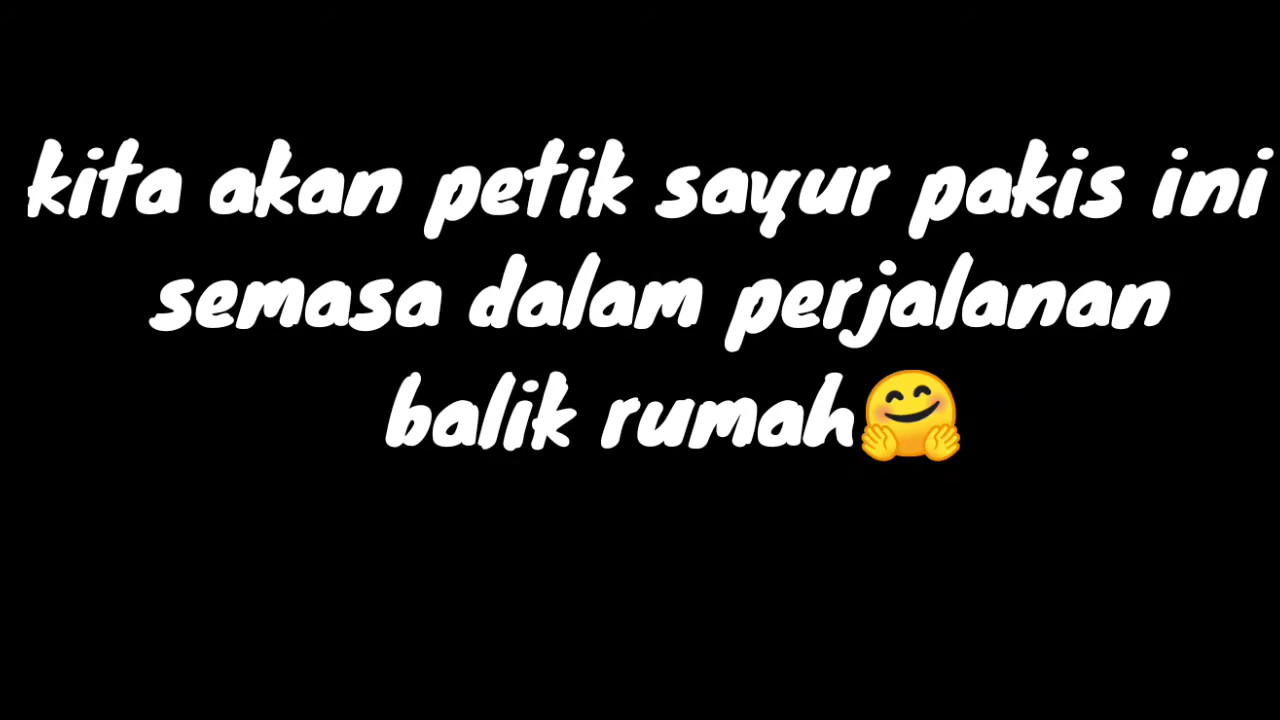 kita akan petik sayur pakis ini
semasa dalam perjalanan
balik rumah🤗